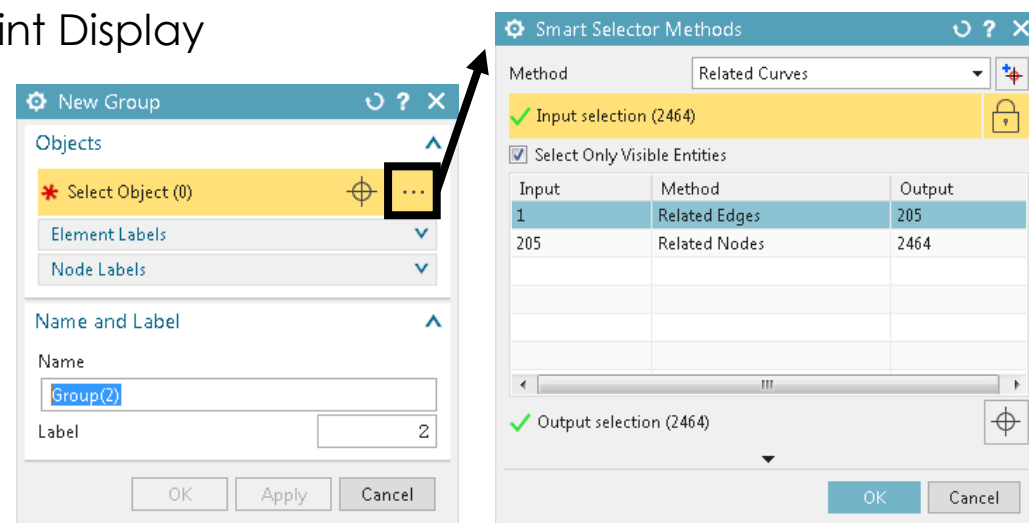 int Display
New Group
Objects
* Select Object (0)
...
Element Labels
Node Labels
Name and Label
Name
Group(2)
Label 2
OK Apply Cancel
Smart Selector Methods ?
Method Related Curves
Input selection (2464)
Select Only Visible Entities
Input Method Output
1 Related Edges 205
205 Related Nodes 2464
Output selection (2464)
OK Cancel